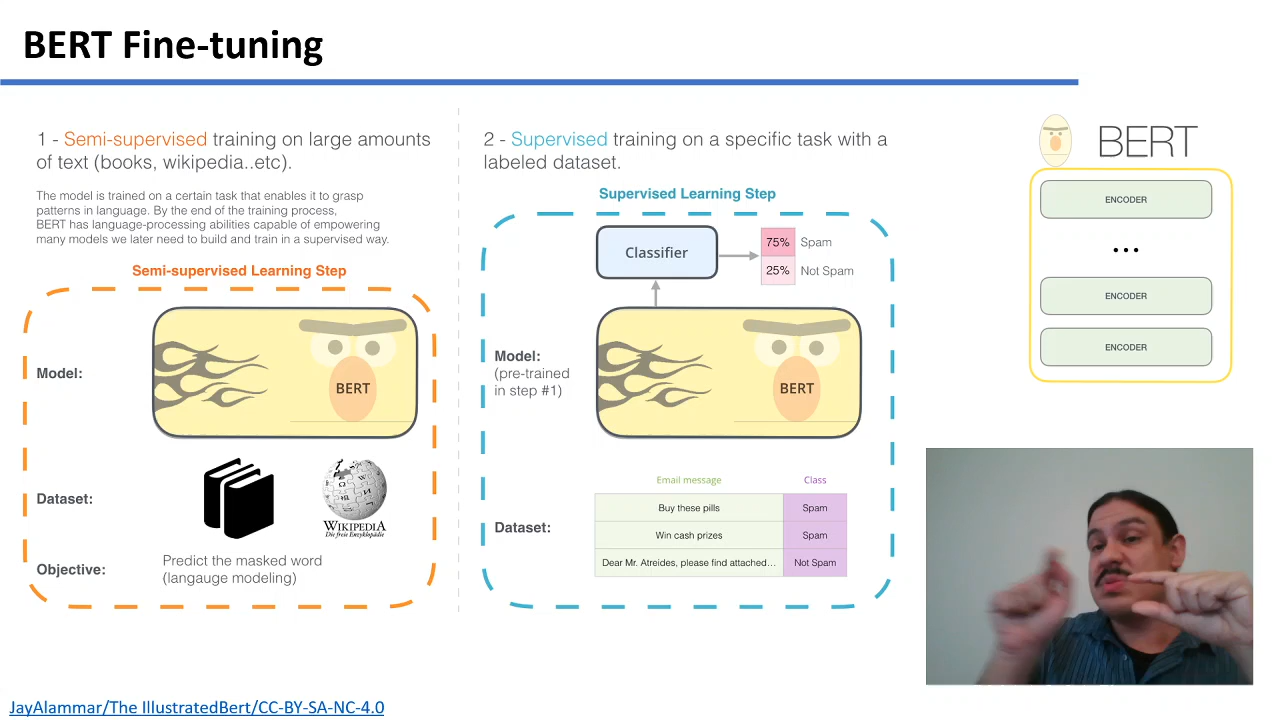 BERT Fine-tuning
1 - Semi-supervised training on large amounts
of text (books, wikipedia..etc).
The model is trained on a certain task that enables it to grasp
patterns in language. By the end of the training process,
BERT has language-processing abilities capable of empowering
many models we later need to build and train in a supervised way.
Semi-supervised Learning Step
Model:
BERT
Dataset:
WIKIPEDIA
Die freie Enzyklopädie
Objective:
Predict the masked word
(langauge modeling)
2 - Supervised training on a specific task with a
labeled dataset.
Supervised Learning Step
Classifier
75% Spam
25% Not Spam
Model:
(pre-trained
in step #1)
BERT
Dataset:
Email message Class
Buy these pills Spam
Win cash prizes Spam
Dear Mr. Atreides, please find attached... Not Spam
BERT
ENCODER
...
ENCODER
ENCODER
JayAlammar/The IllustratedBert/CC-BY-SA-NC-4.0